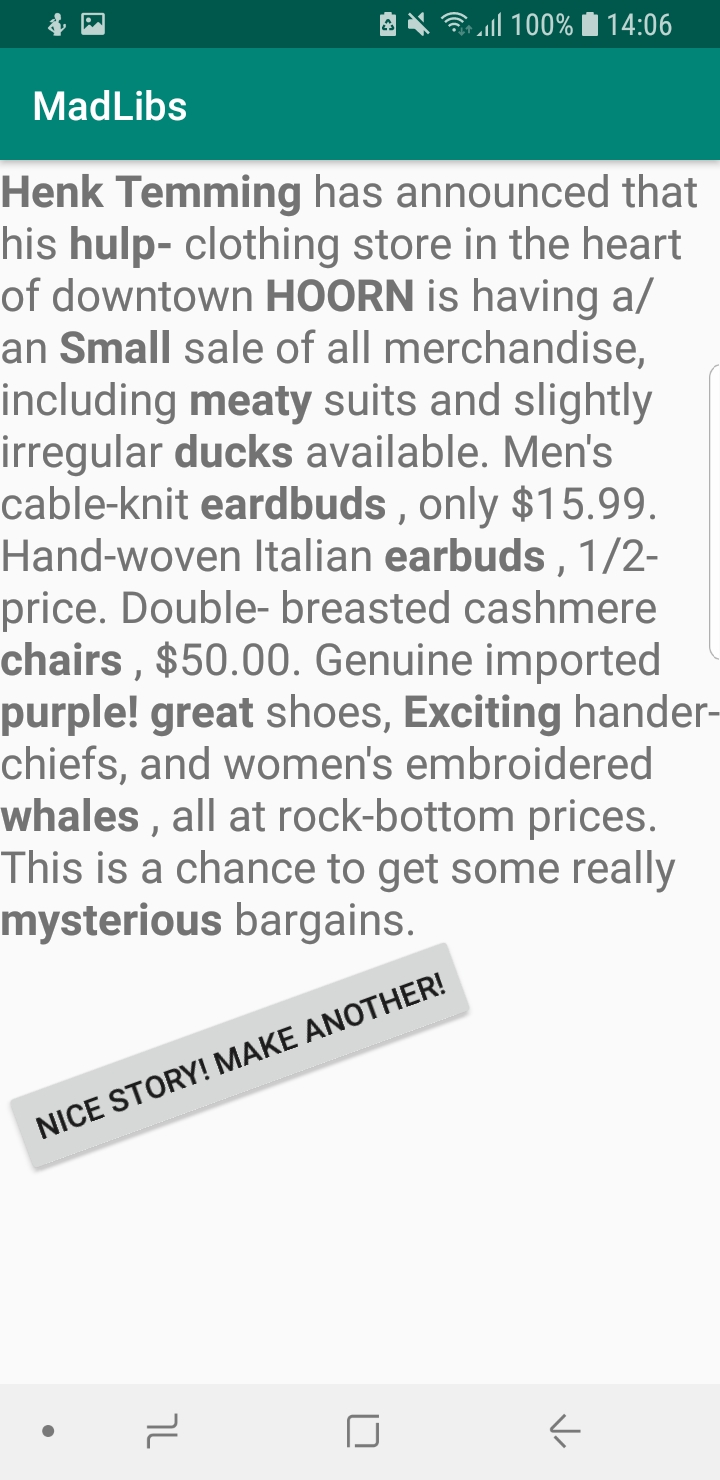 100% 14:06
MadLibs
Henk Temming has announced that
his hulp- clothing store in the heart
of downtown HOORN is having a/
an Small sale of all merchandise,
including meaty suits and slightly
irregular ducks available. Men's
cable-knit eardbuds , only $15.99.
Hand-woven Italian earbuds , 1/2-
price. Double- breasted cashmere
chairs , $50.00. Genuine imported
purple! great shoes, Exciting hander-
chiefs, and women's embroidered
whales , all at rock-bottom prices.
This is a chance to get some really
mysterious bargains.
NICE STORY! MAKE ANOTHER!